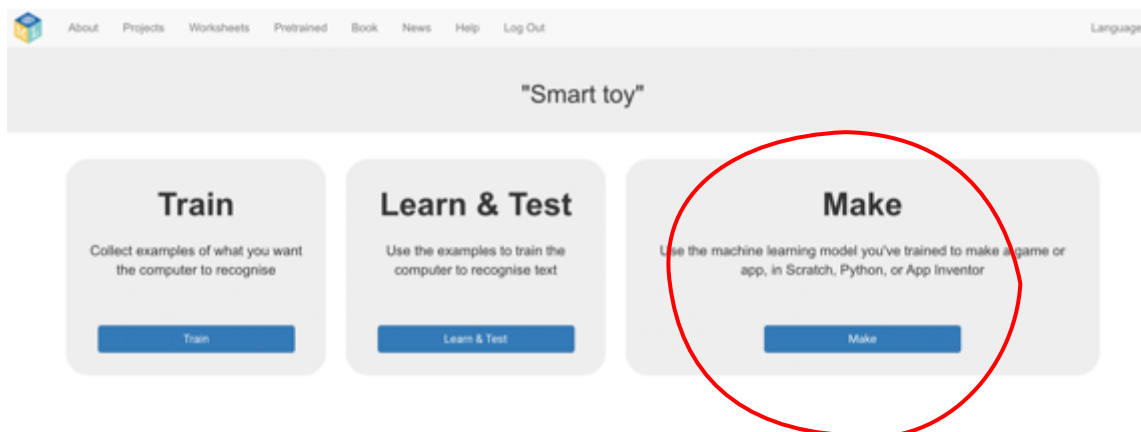 About Projects Worksheets Pretrained Book News Help Log Out Language
"Smart toy"
Train
Collect examples of what you want
the computer to recognise
Train
Learn & Test
Use the examples to train the
computer to recognise text
Learn & Test
Make
Use the machine learning model you've trained to make a game or
app, in Scratch, Python, or App Inventor
Make